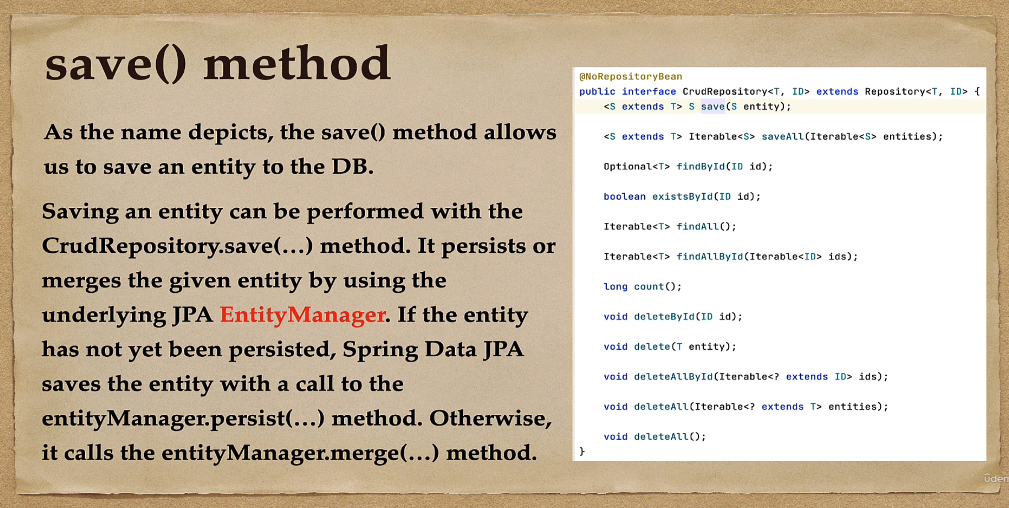 save() method
As the name depicts, the save() method allows
us to save an entity to the DB.
Saving an entity can be performed with the
CrudRepository.save(…) method. It persists or
merges the given entity by using the
underlying JPA EntityManager. If the entity
has not yet been persisted, Spring Data JPA
saves the entity with a call to the
entityManager.persist(…) method. Otherwise,
it calls the entityManager.merge(…) method.
@NoRepositoryBean
public interface CrudRepository<T, ID> extends Repository<T, ID> {
<S extends T> S save(S entity);
<S extends T> Iterable<S> saveAll(Iterable<S> entities);
Optional<T> findById(ID id);
boolean existsById(ID id);
Iterable<T> findAll();
Iterable<T> findAllById(Iterable<ID> ids);
long count();
void deleteById(ID id);
void delete(T entity);
void deleteAllById(Iterable<? extends ID> ids);
void deleteAll(Iterable<? extends T> entities);
void deleteAll();
}